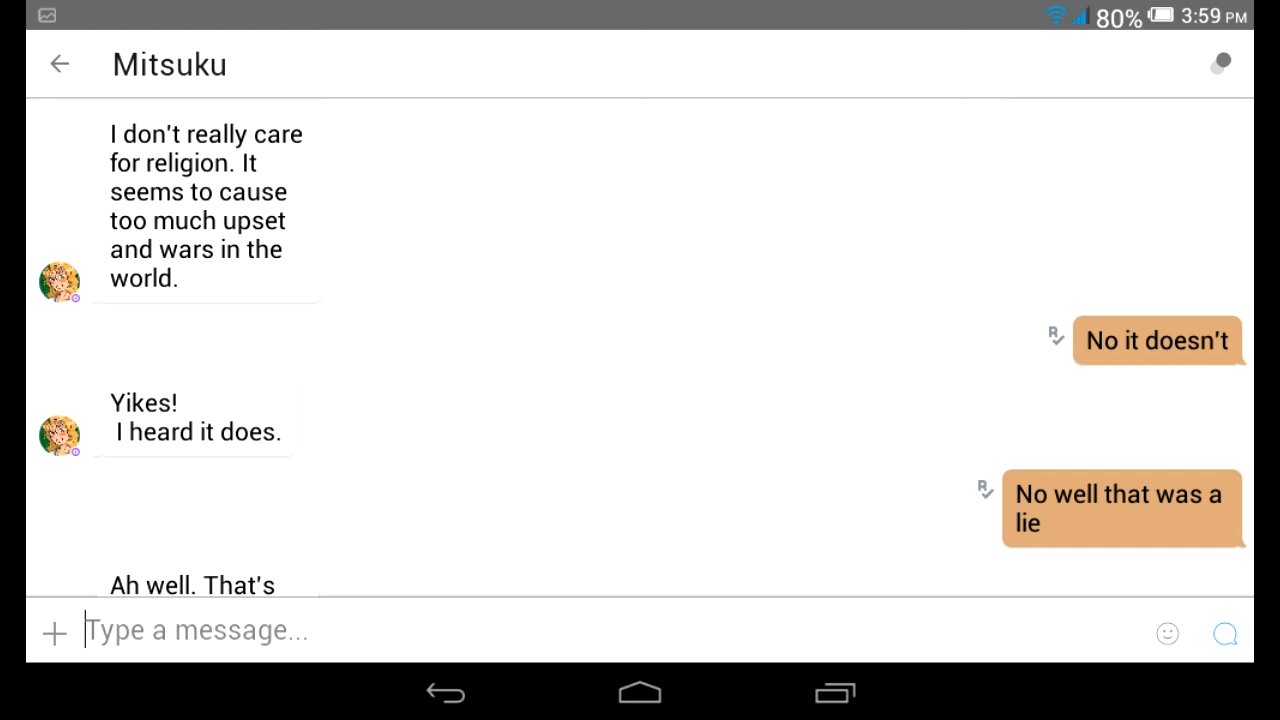 80% 3:59 PM
Mitsuku
I don't really care
for religion. It
seems to cause
too much upset
and wars in the
world.
R No it doesn't
Yikes!
I heard it does.
R No well that was a
lie
Ah well. That's
Type a message...